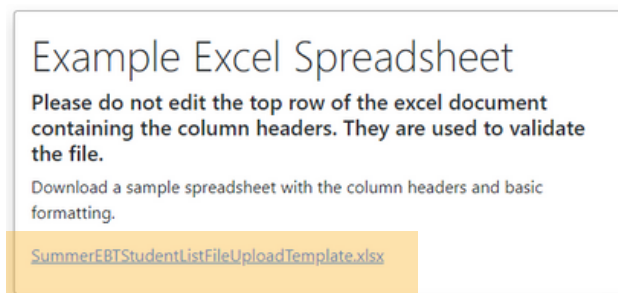 Example Excel Spreadsheet
Please do not edit the top row of the excel document
containing the column headers. They are used to validate
the file.
Download a sample spreadsheet with the column headers and basic
formatting.
SummerEBTStudentListFileUploadTemplate.xlsx